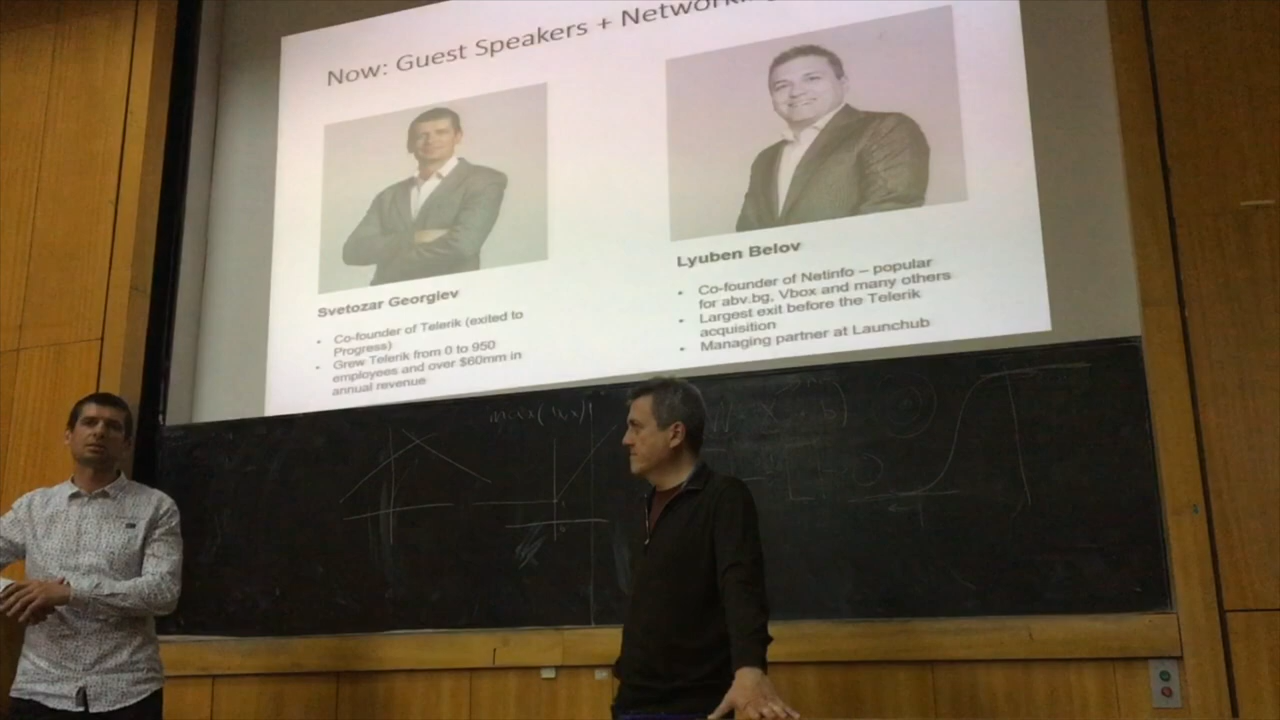 Now: Guest Speakers + Networking
Svetozar Georgiev
• Co-founder of Telerik (exited to
Progress)
• Grew Telerik from 0 to 950
employees and over $60mm in
annual revenue
Lyuben Belov
• Co-founder of Netinfo – popular
for abv.bg, Vbox and many others
• Largest exit before the Telerik
acquisition
• Managing partner at Launchub